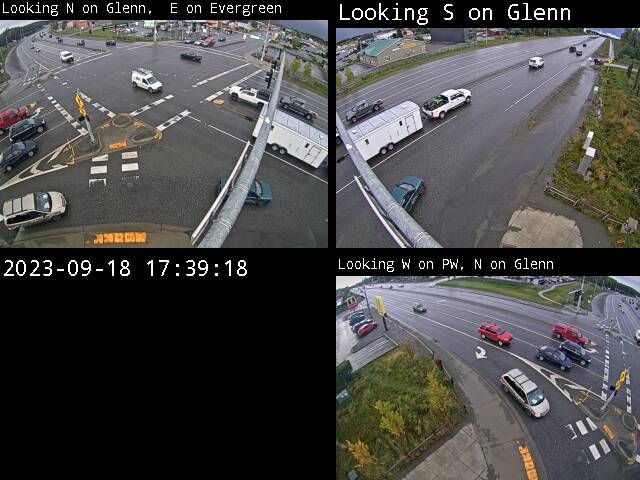 Looking N on Glenn,  E on Evergreen
Looking S on Glenn
2023-09-18 17:39:18
Looking W on PW, N on Glenn